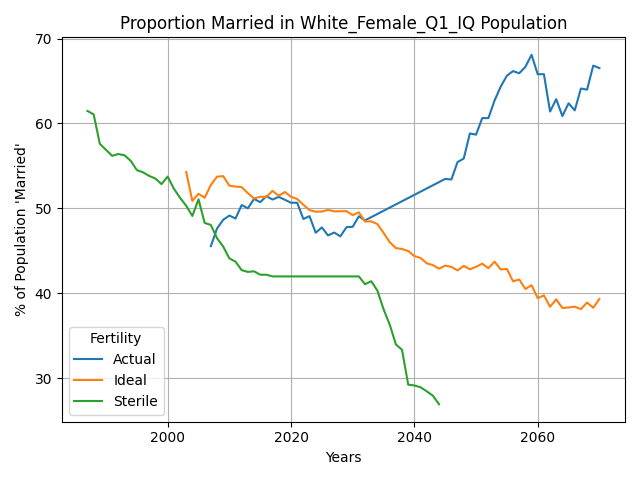 Proportion Married in White_Female_Q1_IQ Population
% of Population 'Married'
70
60
50
40
30
Fertility
Actual
Ideal
Sterile
2000 2020 2040 2060
Years